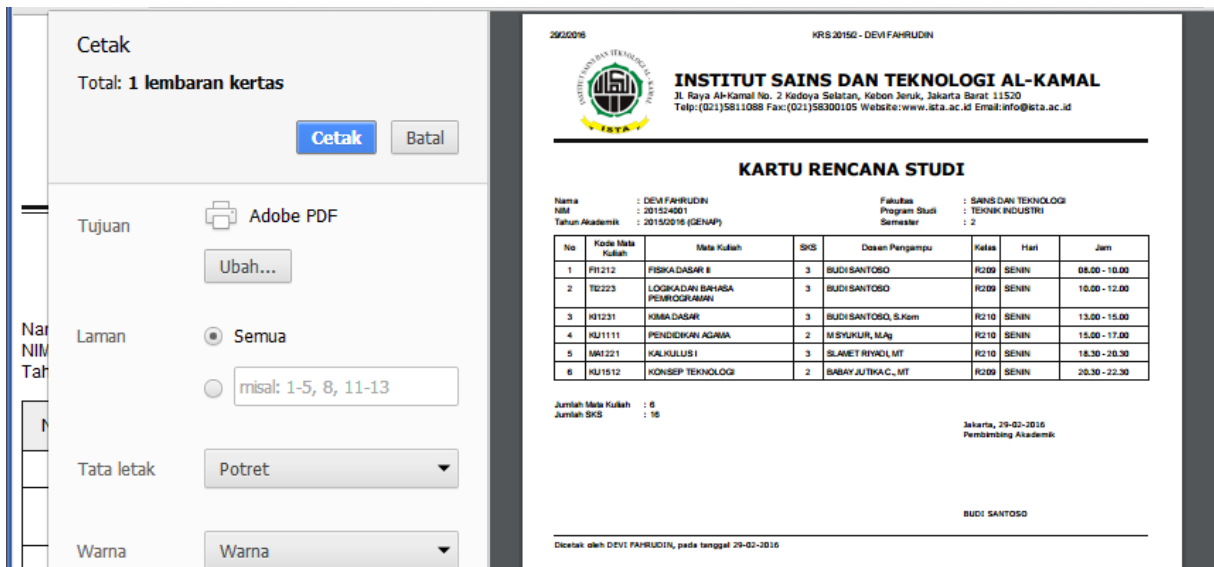 Cetak
Total: 1 lembaran kertas
Cetak
Batal
Tujuan
Adobe PDF
Ubah...
Laman
Semua
misal: 1-5, 8, 11-13
Tata letak
Potret
Warna
Warna
Nar
NIM
Tah
29/2/2016
KRS 2015/2 - DEVI FAHRUDIN
INSTITUT SAINS DAN TEKNOLOGI AL-KAMAL
JL Raya Al-Kamal No. 2 Kedoya Selatan, Kebon Jeruk, Jakarta Barat 11520
Telp:(021)5811088 Fax:(021)58300105 Website:www.ista.ac.id Email:info@ista.ac.id
ISTA
KARTU RENCANA STUDI
Nama : DEVI FAHRUDIN Fakultas : SAINS DAN TEKNOLOGI
NIM : 201524001 Program Studi : TEKNIK INDUSTRI
Tahun Akademik : 2015/2016 (GENAP) Semester : 2
No Kode Mata Kuliah Mata Kuliah SKS Dosen Pengampu Kelas Hari Jam
1 FI1212 FISIKA DASAR II 3 BUDI SANTOSO R209 SENIN 08.00 - 10.00
2 TI2223 LOGIKA DAN BAHASA PEMROGRAMAN 3 BUDI SANTOSO R209 SENIN 10.00 - 12.00
3 KI1231 KIMIA DASAR 3 BUDI SANTOSO, S.Kom R210 SENIN 13.00 - 15.00
4 KU1111 PENDIDIKAN AGAMA 2 M SYUKUR, M.Ag R210 SENIN 15.00 - 17.00
5 MA1221 KALKULUS I 3 SLAMET RIYADI, MT R210 SENIN 18.30 - 20.30
6 KU1512 KONSEP TEKNOLOGI 2 BABAY JUTIKA C., MT R209 SENIN 20.30 - 22.30
Jumlah Mata Kuliah : 6
Jumlah SKS : 16
Jakarta, 29-02-2016
Pembimbing Akademik
BUDI SANTOSO
Dicetak oleh DEVI FAHRUDIN, pada tanggal 29-02-2016